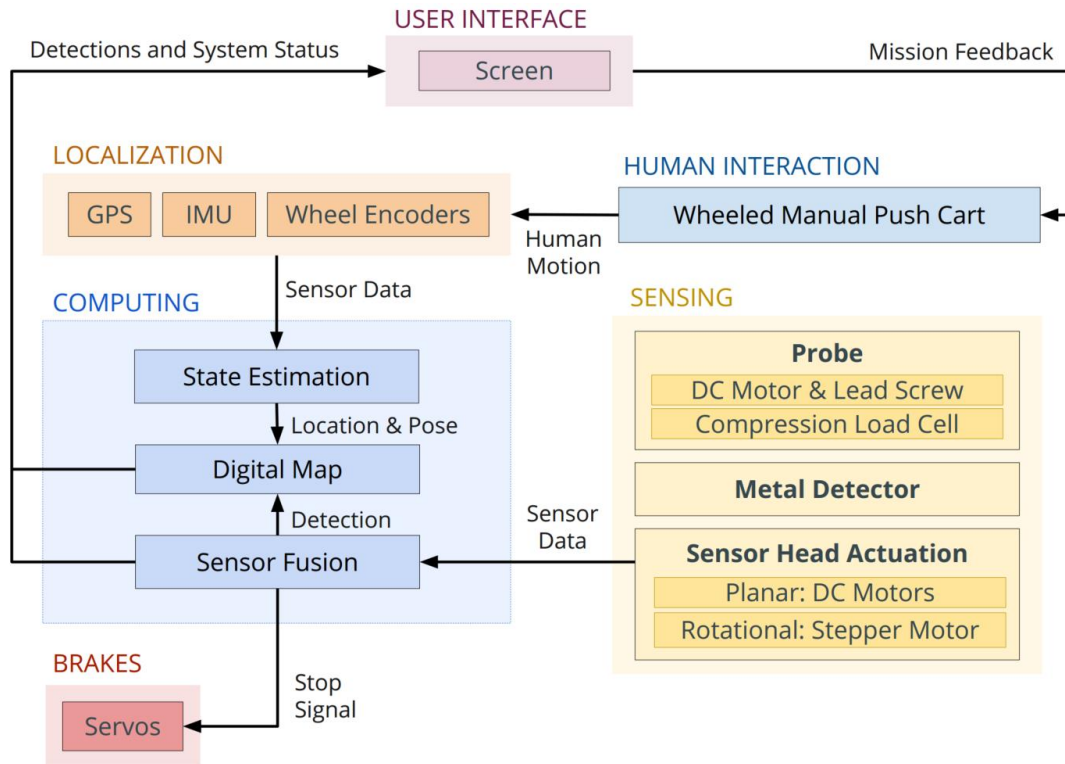 USER INTERFACE
Detections and System Status
Screen
Mission Feedback
LOCALIZATION
GPS
IMU
Wheel Encoders
HUMAN INTERACTION
Wheeled Manual Push Cart
Human
Motion
Sensor Data
COMPUTING
State Estimation
Location & Pose
Digital Map
Detection
Sensor Fusion
SENSING
Probe
DC Motor & Lead Screw
Compression Load Cell
Metal Detector
Sensor
Data
Sensor Head Actuation
Planar: DC Motors
Rotational: Stepper Motor
BRAKES
Stop
Signal
Servos